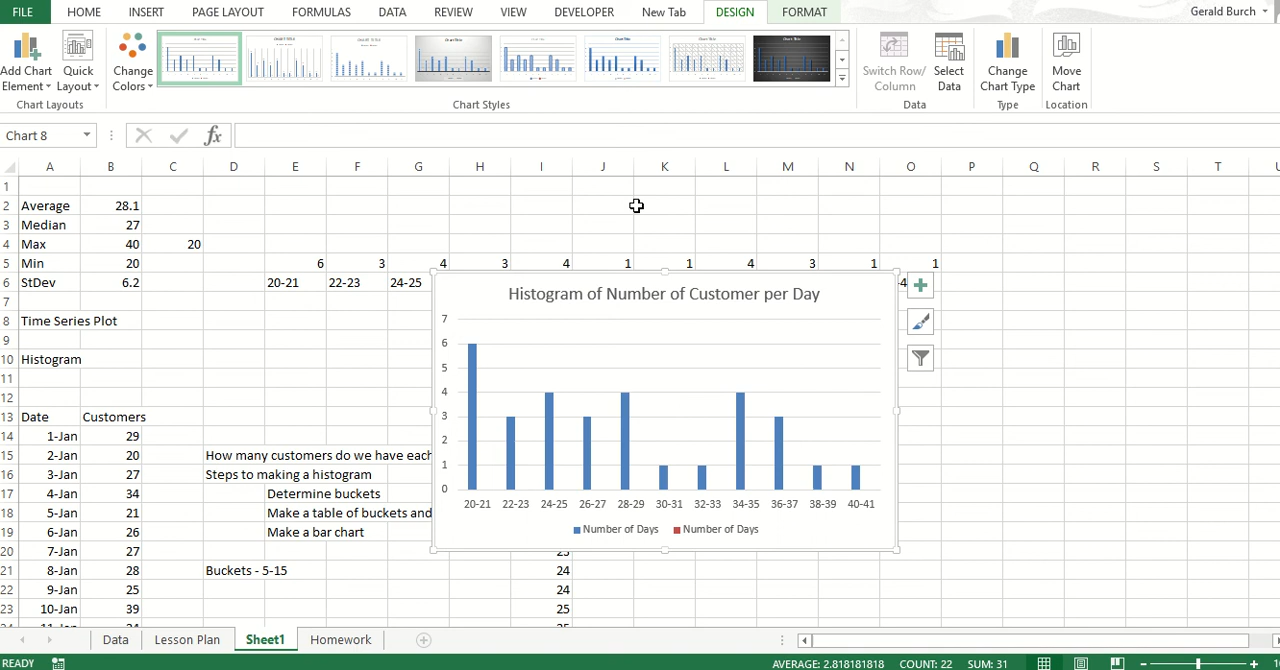 FILE HOME INSERT PAGE LAYOUT FORMULAS DATA REVIEW VIEW DEVELOPER New Tab DESIGN FORMAT Gerald Burch
Add Chart Quick Change Switch Row/ Select Change Move
Element Layout Colors Column Data Chart Type Chart
Chart Layouts Chart Styles Data Type Location
Chart 8 fx
A B C D E F G H I J K L M N O P Q R S T
1
2 Average 28.1
3 Median 27
4 Max 40 20
5 Min 20 6 3 4 3 4 1 1 4 3 1 1
6 StDev 6.2 20-21 22-23 24-25
7 Histogram of Number of Customer per Day
8 Time Series Plot
9
10 Histogram
11
12
13 Date Customers
14 1-Jan 29
15 2-Jan 20 How many customers do we have each
16 3-Jan 27 Steps to making a histogram
17 4-Jan 34 Determine buckets
18 5-Jan 21 Make a table of buckets and
19 6-Jan 26 Make a bar chart
20 7-Jan 27 23
21 8-Jan 28 Buckets - 5-15 24
22 9-Jan 25 24
23 10-Jan 39 25
7
6
5
4
3
2
1
0
20-21 22-23 24-25 26-27 28-29 30-31 32-33 34-35 36-37 38-39 40-41
Number of Days Number of Days
Data Lesson Plan Sheet1 Homework
READY AVERAGE: 2.818181818 COUNT: 22 SUM: 31